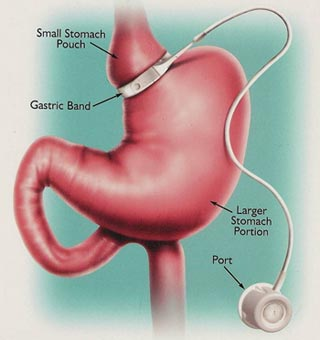 Small Stomach
Pouch
Gastric Band
Larger
Stomach
Portion
Port